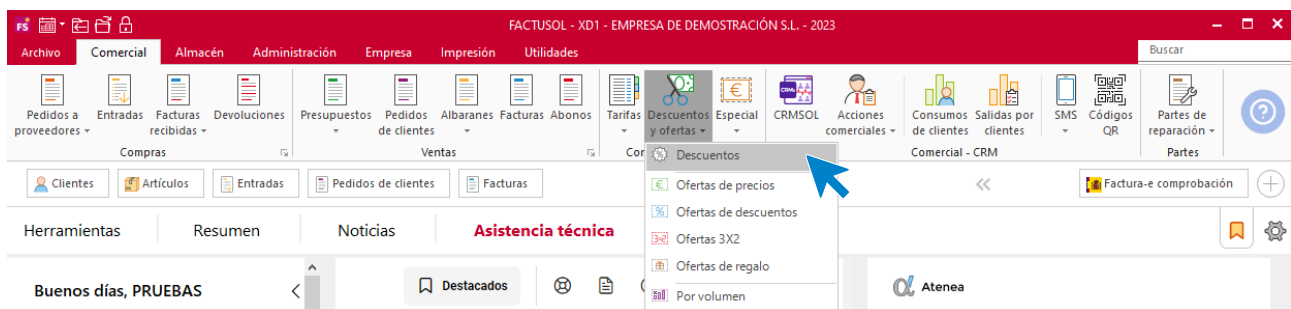 FS
FACTUSOL - XD1 - EMPRESA DE DEMOSTRACIÓN S.L. - 2023
Archivo Comercial Almacén Administración Empresa Impresión Utilidades Buscar
Pedidos a proveedores
Entradas
Facturas recibidas
Devoluciones
Presupuestos
Pedidos de clientes
Albaranes
Facturas
Abonos
Tarifas
Descuentos y ofertas
Especial
CRMSOL
Acciones comerciales
Consumos de clientes
Salidas por clientes
SMS
Códigos QR
Partes de reparación
Compras Ventas Cor Comercial - CRM Partes
Clientes Artículos Entradas Pedidos de clientes Facturas Factura-e comprobación
Herramientas Resumen Noticias Asistencia técnica
Descuentos
Ofertas de precios
Ofertas de descuentos
Ofertas 3X2
Ofertas de regalo
Por volumen
Buenos días, PRUEBAS
Destacados
Atenea